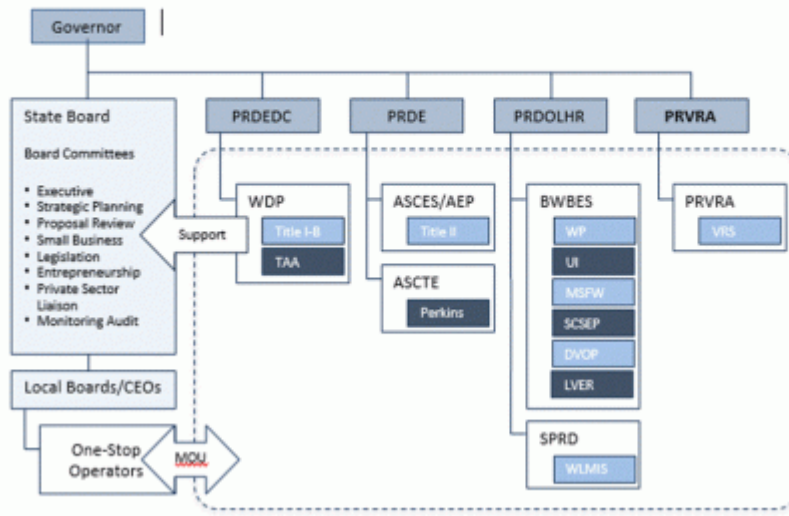 Governor
State Board
Board Committees
• Executive
• Strategic Planning
• Proposal Review
• Small Business
• Legislation
• Entrepreneurship
• Private Sector
Liaison
• Monitoring Audit
Local Boards/CEOs
One-Stop
Operators
MOU
Support
PRDEDC
WDP
Title I-B
TAA
PRDE
ASCES/AEP
Title II
ASCTE
Perkins
PRDOLHR
BWBES
WP
UI
MSFW
SCSEP
DVOP
LVER
SPRD
WLMIS
PRVRA
PRVRA
VRS